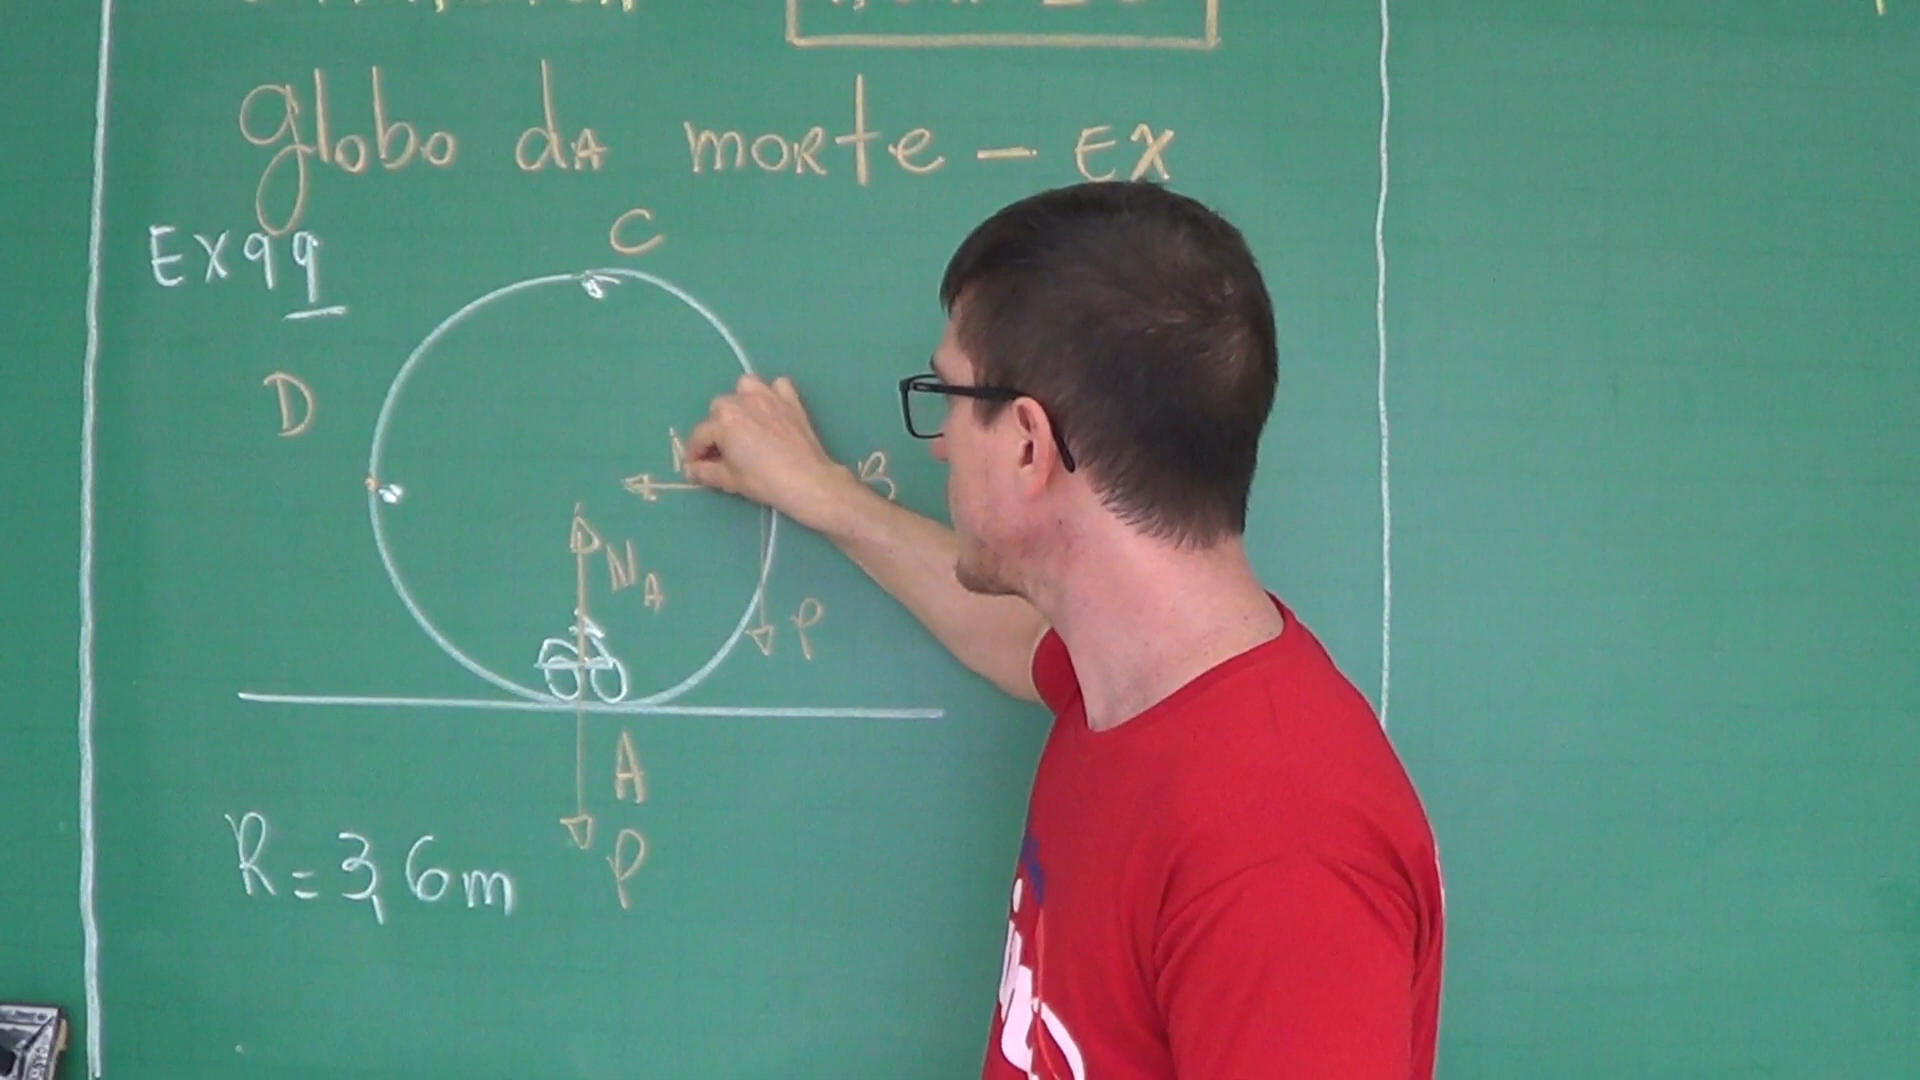 globo da morte - EX
Ex 99
C
D
B
N
N_A
P
A
P
R = 3,6m